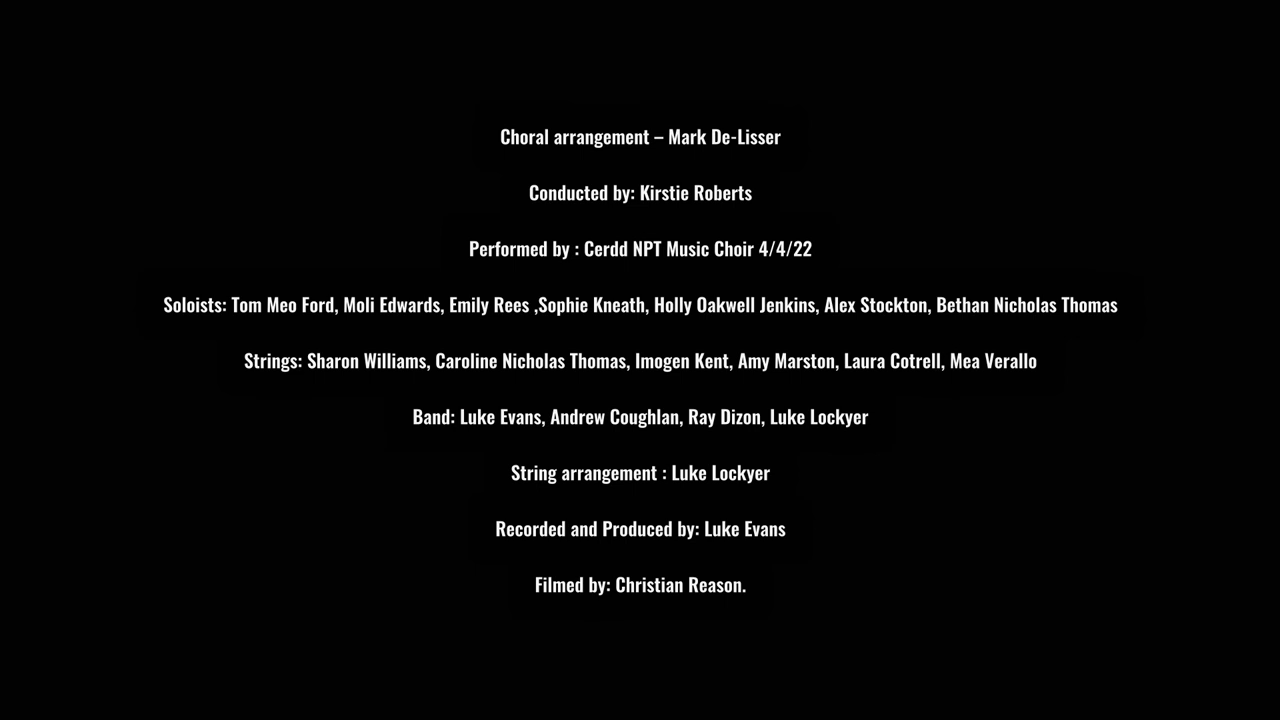 Choral arrangement – Mark De-Lisser
Conducted by: Kirstie Roberts
Performed by : Cerdd NPT Music Choir 4/4/22
Soloists: Tom Meo Ford, Moli Edwards, Emily Rees ,Sophie Kneath, Holly Oakwell Jenkins, Alex Stockton, Bethan Nicholas Thomas
Strings: Sharon Williams, Caroline Nicholas Thomas, Imogen Kent, Amy Marston, Laura Cotrell, Mea Verallo
Band: Luke Evans, Andrew Coughlan, Ray Dizon, Luke Lockyer
String arrangement : Luke Lockyer
Recorded and Produced by: Luke Evans
Filmed by: Christian Reason.